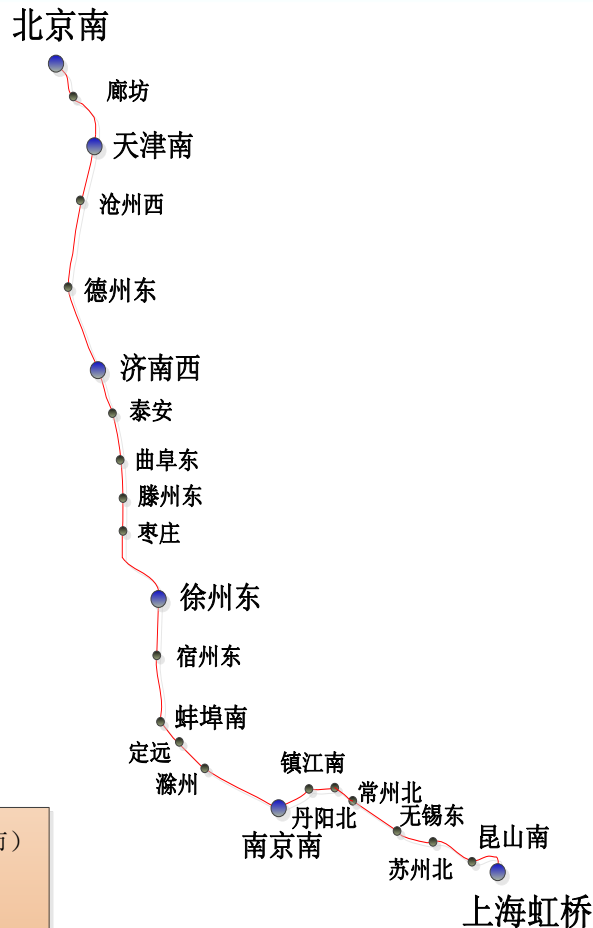 北京南
廊坊
天津南
沧州西
德州东
济南西
泰安
曲阜东
滕州东
枣庄
徐州东
宿州东
蚌埠南
定远
滁州
镇江南
丹阳北
常州北
南京南
无锡东
苏州北
昆山南
上海虹桥
）